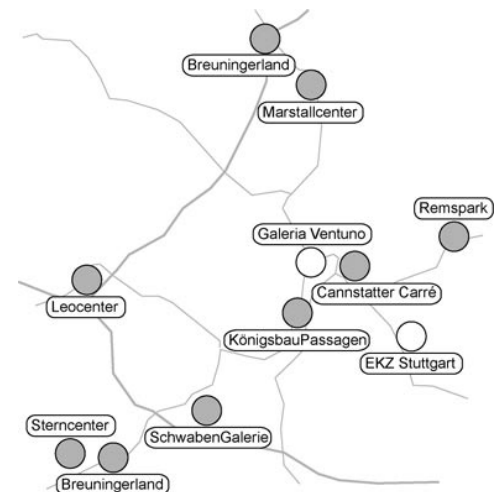 Breuningerland
Marstallcenter
Remspark
Galeria Ventuno
Cannstatter Carré
Leocenter
KönigsbauPassagen
EKZ Stuttgart
Sterncenter
SchwabenGalerie
Breuningerland